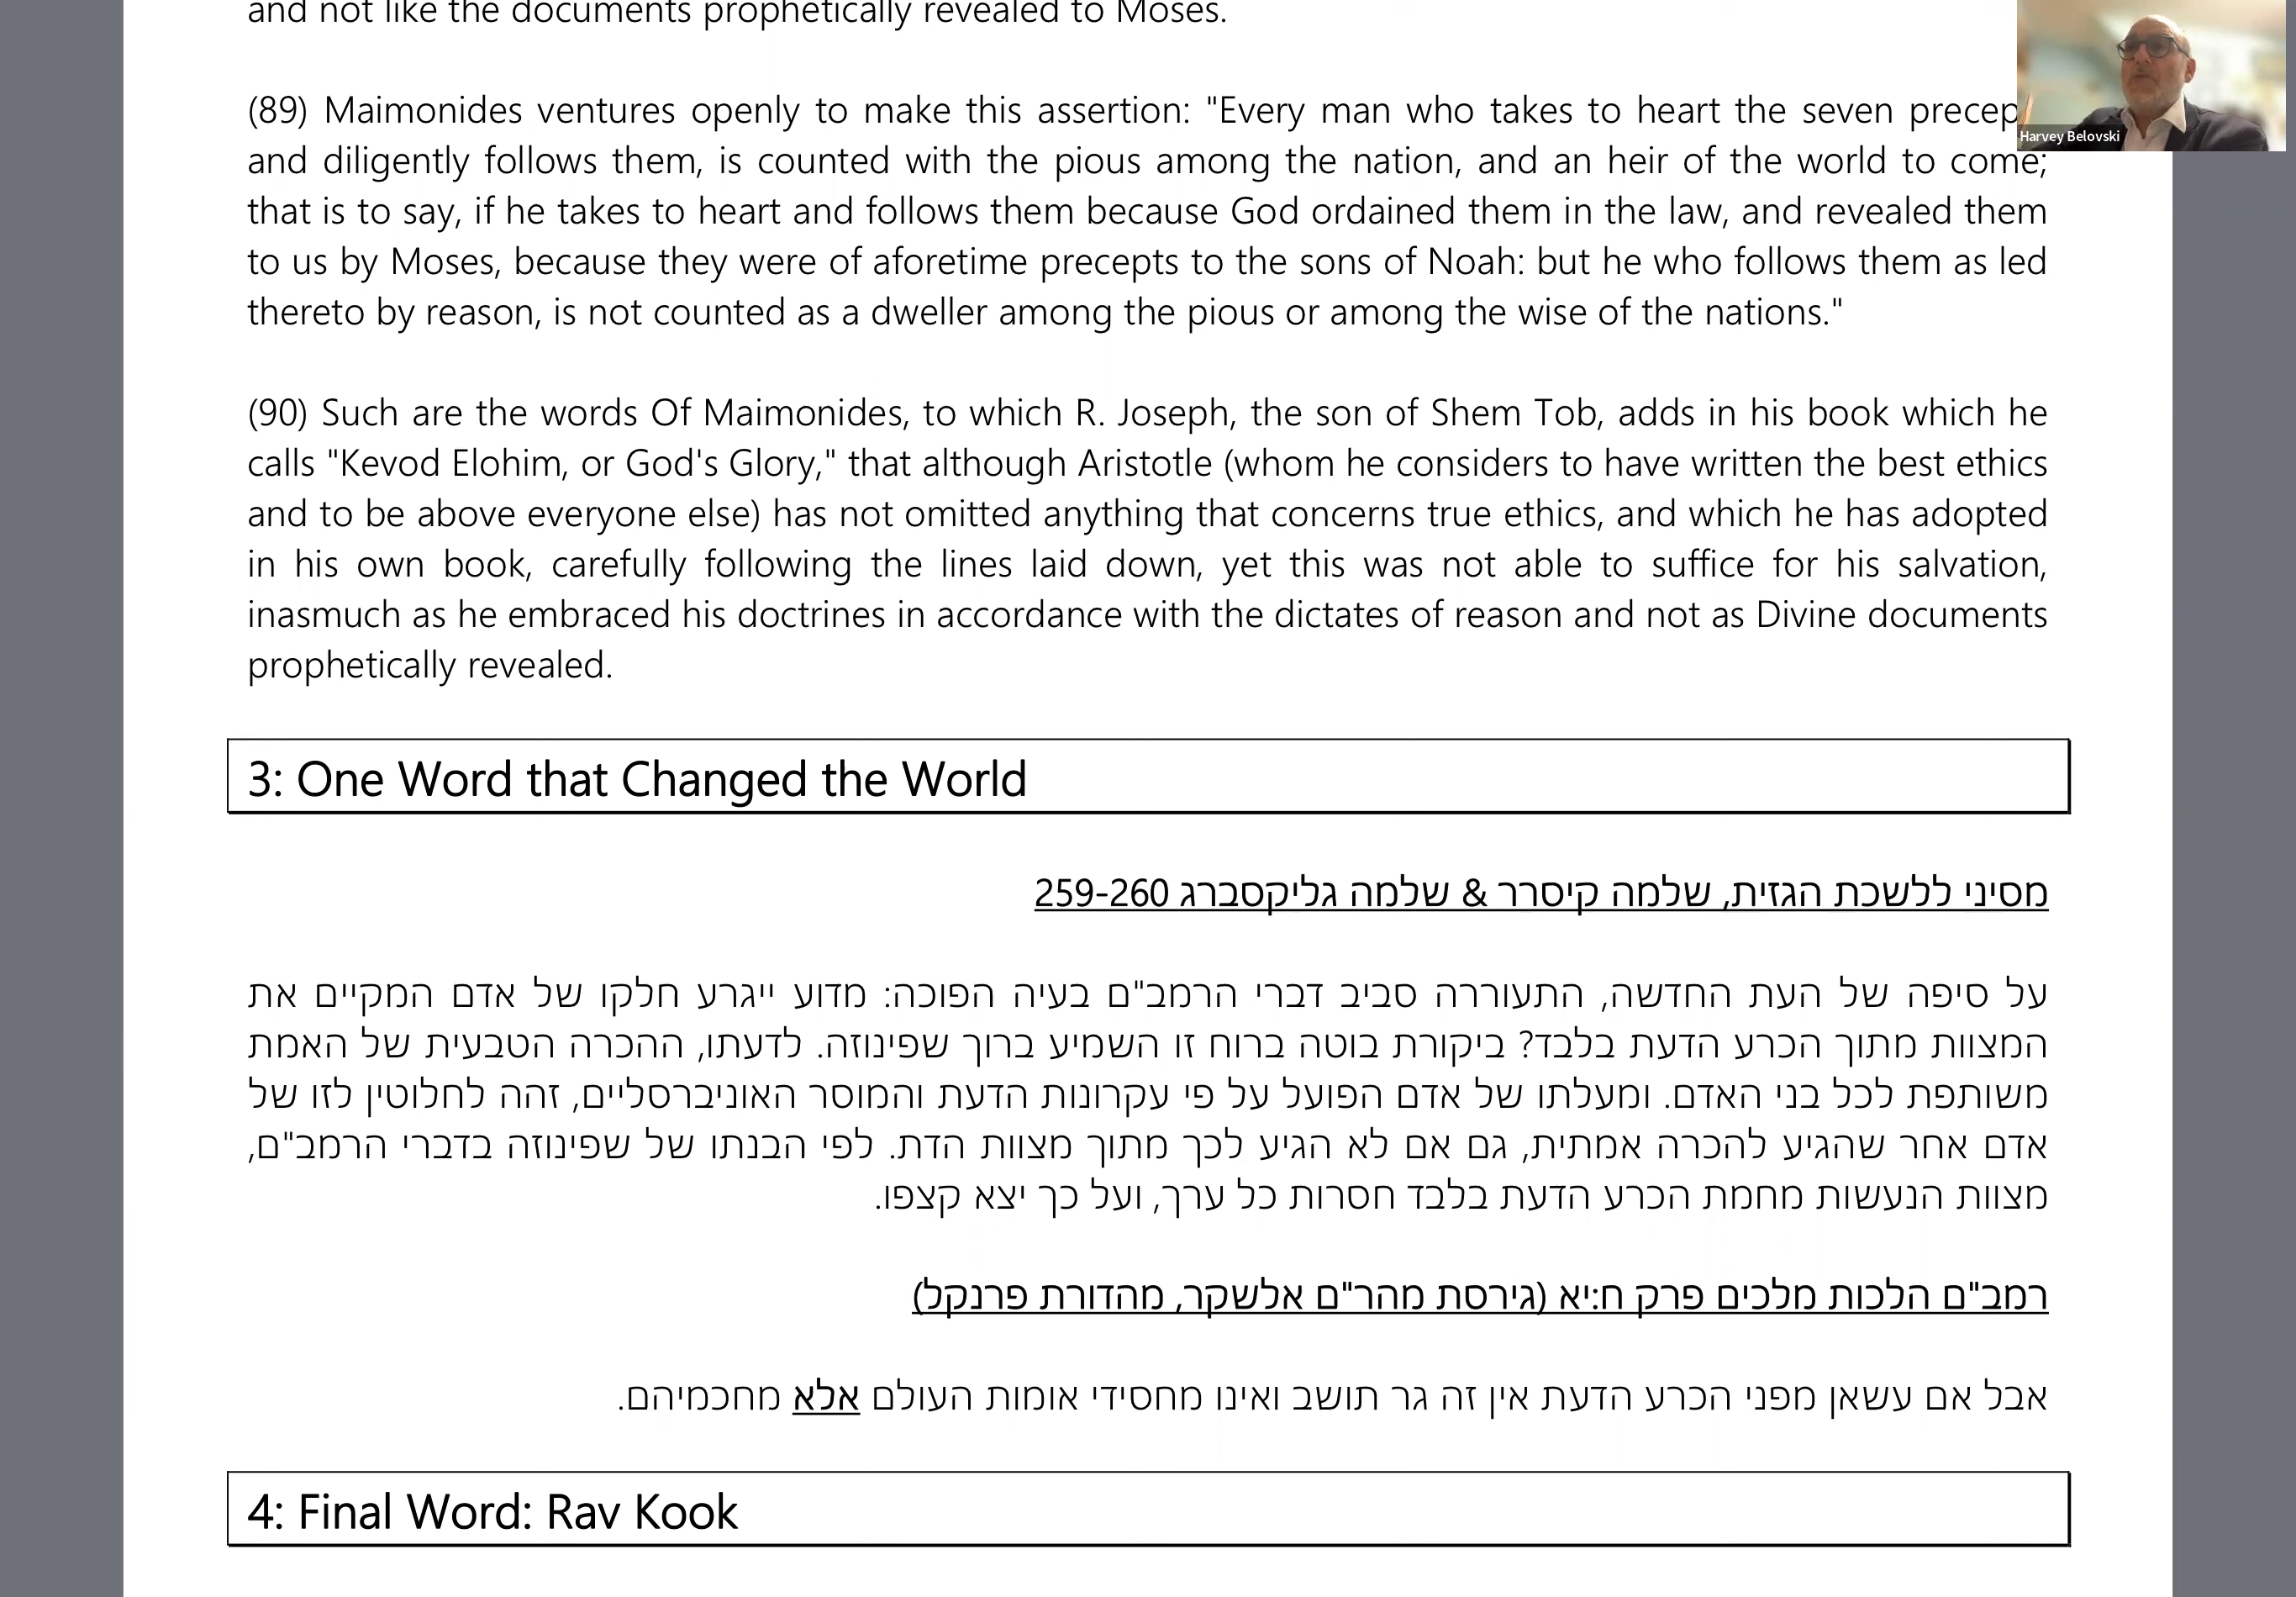 and not like the documents prophetically revealed to Moses.
(89) Maimonides ventures openly to make this assertion: "Every man who takes to heart the seven
and diligently follows them, is counted with the pious among the nation, and an heir of the world to come;
that is to say, if he takes to heart and follows them because God ordained them in the law, and revealed them
to us by Moses, because they were of aforetime precepts to the sons of Noah: but he who follows them as led
thereto by reason, is not counted as a dweller among the pious or among the wise of the nations."
(90) Such are the words Of Maimonides, to which R. Joseph, the son of Shem Tob, adds in his book which he
calls "Kevod Elohim, or God's Glory," that although Aristotle (whom he considers to have written the best ethics
and to be above everyone else) has not omitted anything that concerns true ethics, and which he has adopted
in his own book, carefully following the lines laid down, yet this was not able to suffice for his salvation,
inasmuch as he embraced his doctrines in accordance with the dictates of reason and not as Divine documents
prophetically revealed.
3: One Word that Changed the World
מסיני ללשכת הגזית, שלמה קיסרר & שלמה גליקסברג 259-260
על סיפה של העת החדשה, התעוררה סביב דברי הרמב"ם בעיה הפוכה: מדוע ייגרע חלקו של אדם המקיים את
המצוות מתוך הכרע הדעת בלבד? ביקורת בוטה ברוח זו השמיע ברוך שפינוזה. לדעתו, ההכרה הטבעית של האמת
משותפת לכל בני האדם. ומעלתו של אדם הפועל על פי עקרונות הדעת והמוסר האוניברסליים, זהה לחלוטין לזו של
אדם אחר שהגיע להכרה אמתית, גם אם לא הגיע לכך מתוך מצוות הדת. לפי הבנתו של שפינוזה בדברי הרמב"ם,
מצוות הנעשות מחמת הכרע הדעת בלבד חסרות כל ערך, ועל כך יצא קצפו.
רמב"ם הלכות מלכים פרק ח:יא (גירסת מהר"ם אלשקר, מהדורת פרנקל)
אבל אם עשאן מפני הכרע הדעת אין זה גר תושב ואינו מחסידי אומות העולם אלא מחכמיהם.
4: Final Word: Rav Kook
Harvey Belovski